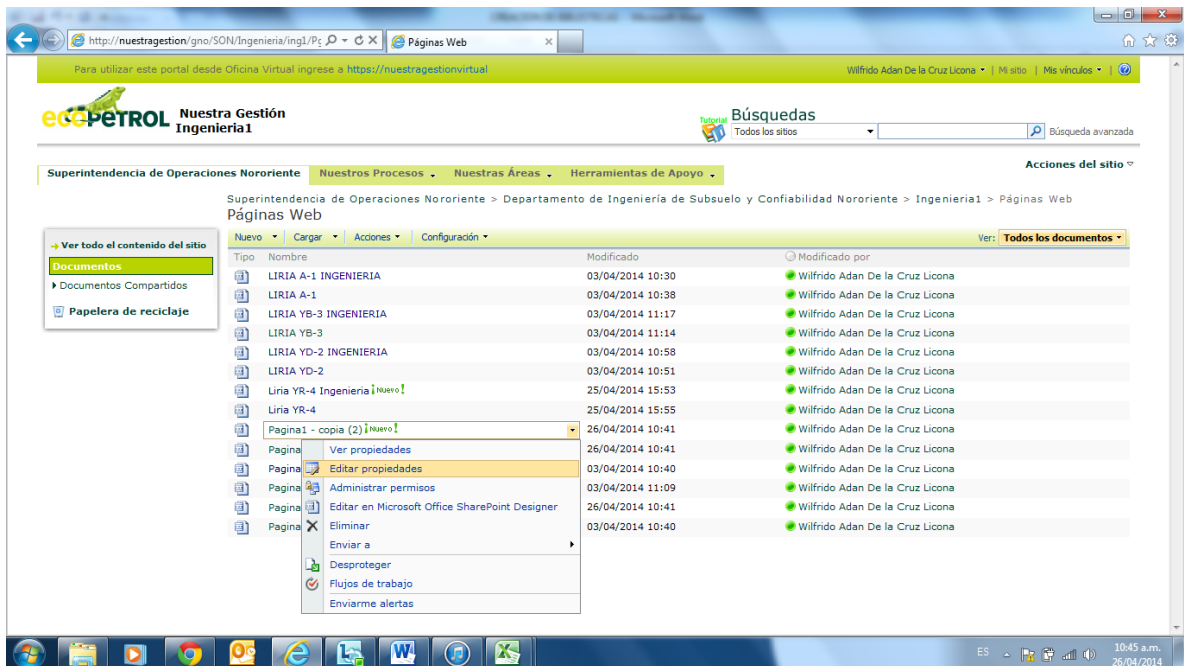 http://nuestragestion/gno/SON/Ingenieria/ing1/Pç
Páginas Web
Para utilizar este portal desde Oficina Virtual ingrese a https://nuestragestionvirtual
Wilfrido Adan De la Cruz Licona | Mi sitio | Mis vínculos |
ecopetrol
Nuestra Gestión
Ingenieria1
Tutorial
Búsquedas
Todos los sitios
Búsqueda avanzada
Acciones del sitio
Superintendencia de Operaciones Nororiente Nuestros Procesos Nuestras Áreas Herramientas de Apoyo
Superintendencia de Operaciones Nororiente > Departamento de Ingeniería de Subsuelo y Confiabilidad Nororiente > Ingenieria1 > Páginas Web
Páginas Web
Ver todo el contenido del sitio
Documentos
Documentos Compartidos
Papelera de reciclaje
Nuevo Cargar Acciones Configuración Ver: Todos los documentos
Tipo Nombre Modificado Modificado por
LIRIA A-1 INGENIERIA 03/04/2014 10:30 Wilfrido Adan De la Cruz Licona
LIRIA A-1 03/04/2014 10:38 Wilfrido Adan De la Cruz Licona
LIRIA YB-3 INGENIERIA 03/04/2014 11:17 Wilfrido Adan De la Cruz Licona
LIRIA YB-3 03/04/2014 11:14 Wilfrido Adan De la Cruz Licona
LIRIA YD-2 INGENIERIA 03/04/2014 10:58 Wilfrido Adan De la Cruz Licona
LIRIA YD-2 03/04/2014 10:51 Wilfrido Adan De la Cruz Licona
Liria YR-4 Ingenieria ¡Nuevo! 25/04/2014 15:53 Wilfrido Adan De la Cruz Licona
Liria YR-4 25/04/2014 15:55 Wilfrido Adan De la Cruz Licona
Pagina1 - copia (2) ¡Nuevo! 26/04/2014 10:41 Wilfrido Adan De la Cruz Licona
Pagina 26/04/2014 10:41 Wilfrido Adan De la Cruz Licona
Pagina 03/04/2014 10:40 Wilfrido Adan De la Cruz Licona
Pagina 03/04/2014 11:09 Wilfrido Adan De la Cruz Licona
Pagina 26/04/2014 10:41 Wilfrido Adan De la Cruz Licona
Pagina 03/04/2014 10:40 Wilfrido Adan De la Cruz Licona
Ver propiedades
Editar propiedades
Administrar permisos
Editar en Microsoft Office SharePoint Designer
Eliminar
Enviar a
Desproteger
Flujos de trabajo
Enviarme alertas
ES
10:45 a.m.
26/04/2014